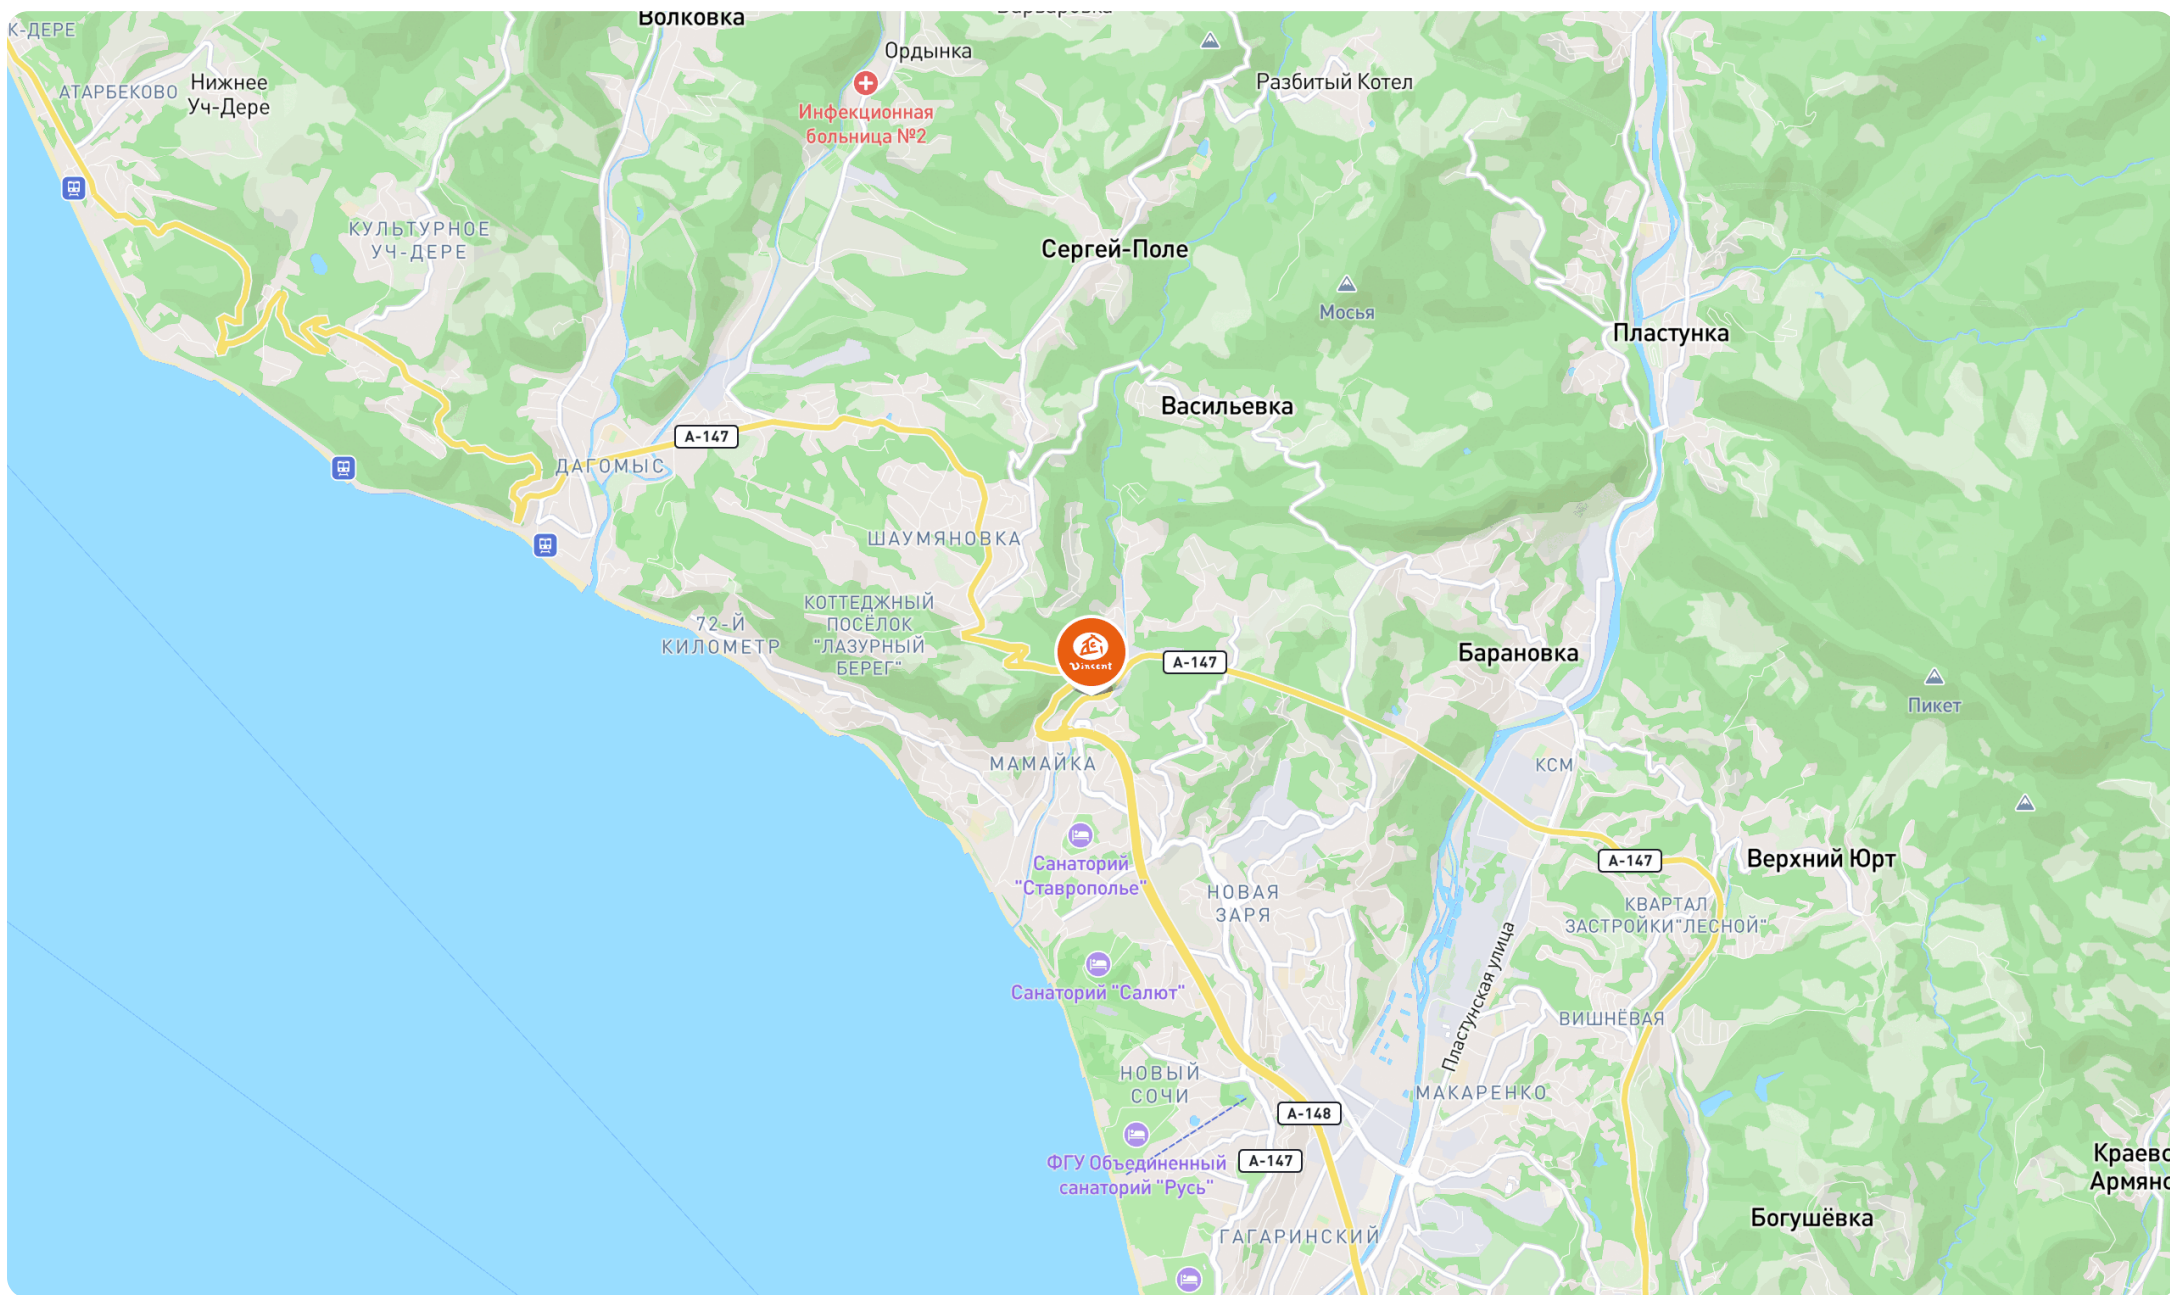 Волковка
К-ДЕРЕ
Ордынка
АТАРБЕКОВО
Нижнее
Уч-Дере
Разбитый Котел
Инфекционная
больница №2
КУЛЬТУРНОЕ
УЧ-ДЕРЕ
Сергей-Поле
Мосья
Пластунка
Васильевка
А-147
ДАГОМЫС
ШАУМЯНОВКА
КОТТЕДЖНЫЙ
ПОСЁЛОК
"ЛАЗУРНЫЙ
БЕРЕГ"
72-Й
КИЛОМЕТР
Vincent
А-147
Барановка
Пикет
МАМАЙКА
КСМ
Санаторий
"Ставрополье"
А-147
Верхний Юрт
НОВАЯ
ЗАРЯ
КВАРТАЛ
ЗАСТРОЙКИ"ЛЕСНОЙ"
Пластунская улица
Санаторий "Салют"
ВИШНЁВАЯ
НОВЫЙ
СОЧИ
МАКАРЕНКО
А-148
ФГУ Объединенный
санаторий "Русь"
А-147
Краево
Армянс
Богушёвка
ГАГАРИНСКИЙ